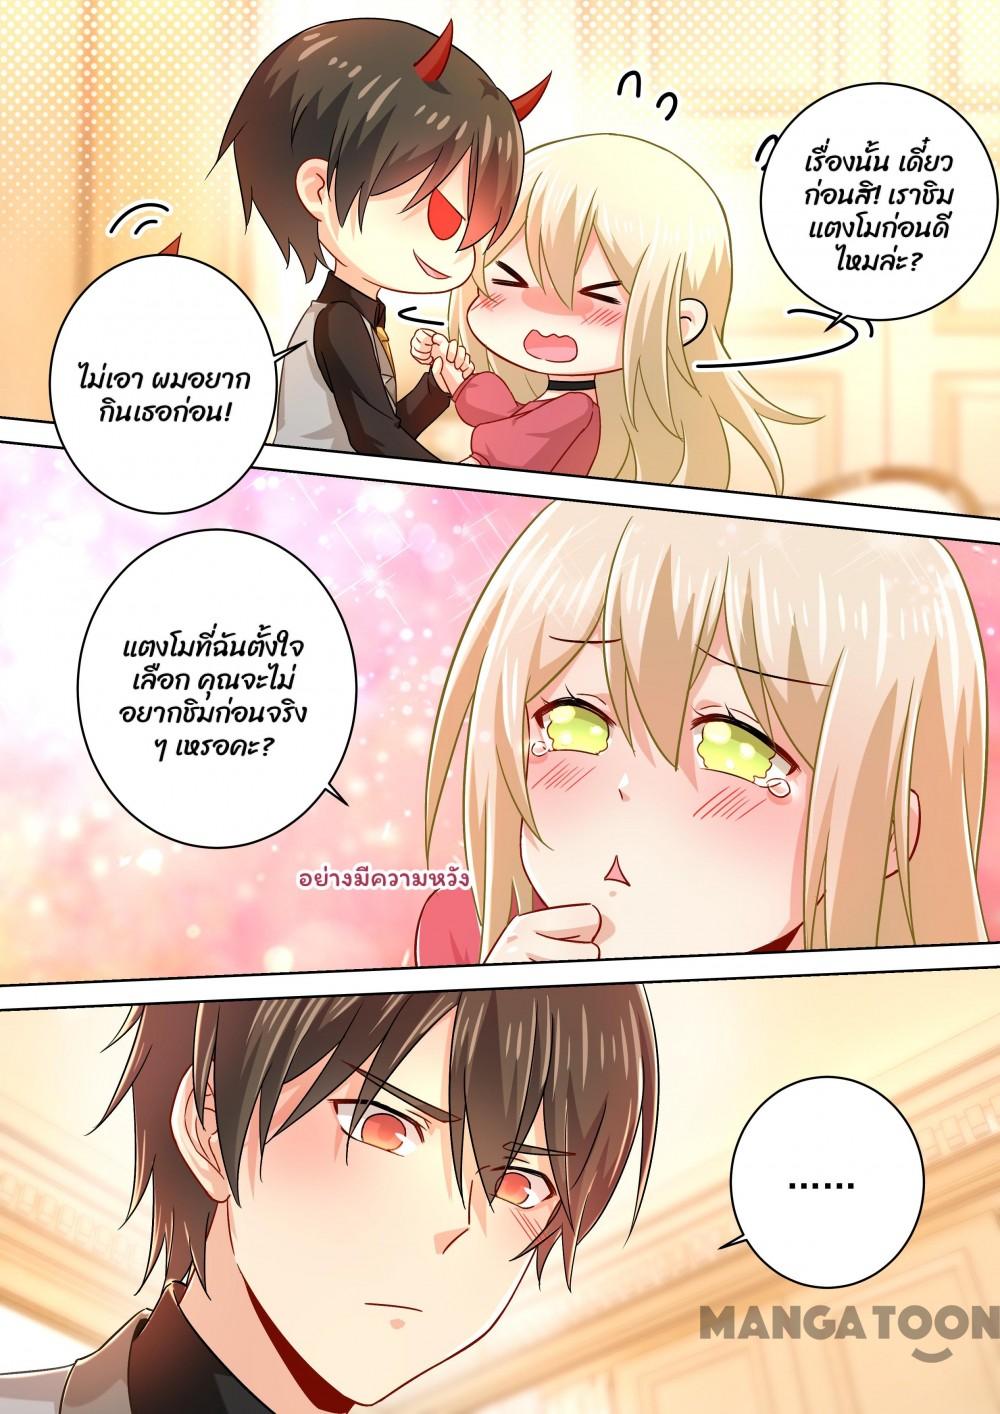 เรื่องนั้น เดี๋ยว
ก่อนสิ! เราชิม
แตงโมก่อนดี
ไหมล่ะ?
ไม่เอา ผมอยาก
กินเธอก่อน!
แตงโมที่ฉันตั้งใจ
เลือก คุณจะไม่
อยากชิมก่อนจริง
ๆ เหรอคะ?
อย่างมีความหวัง
......
MANGATOON